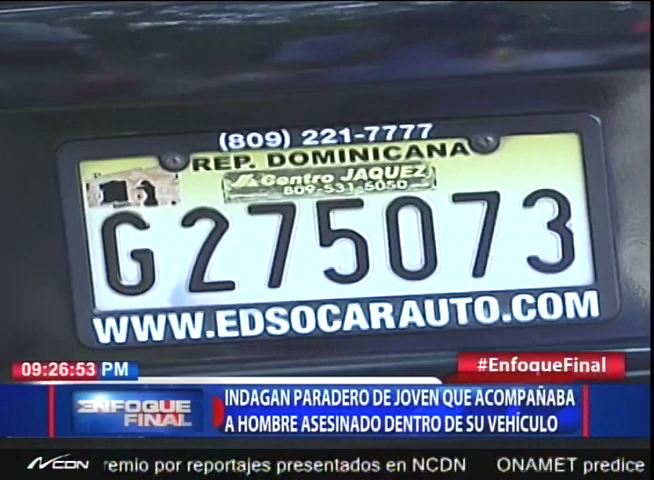 (809) 221-7777
REP. DOMINICANA
Centro JAQUEZ
809-531-5050
G275073
WWW.EDSOCARAUTO.COM
09:26:53 PM
#EnfoqueFinal
ENFOQUE FINAL
INDAGAN PARADERO DE JOVEN QUE ACOMPAÑABA
A HOMBRE ASESINADO DENTRO DE SU VEHÍCULO
NCDN remio por reportajes presentados en NCDN ONAMET predice